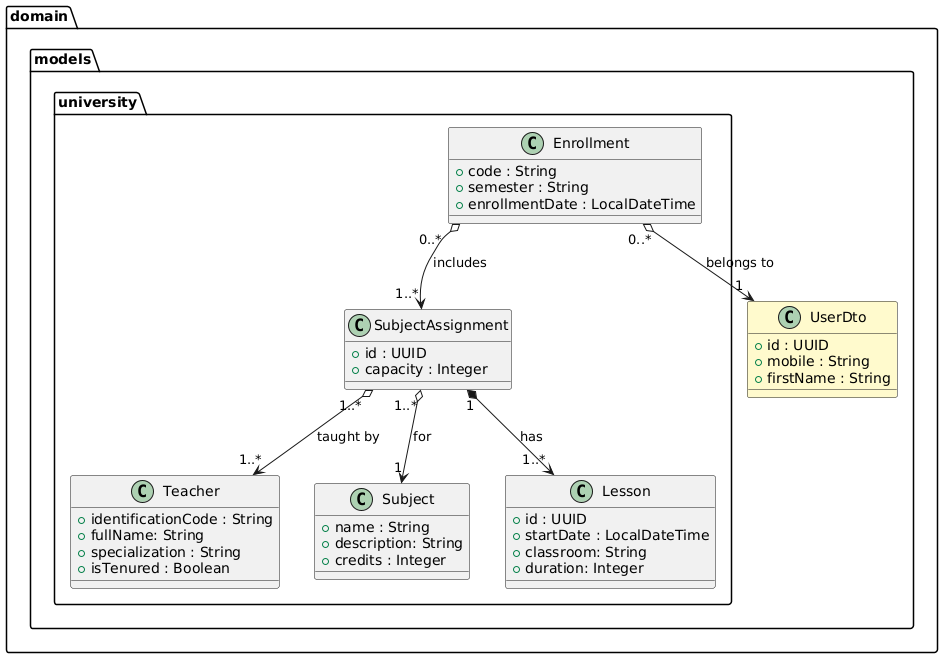 domain
models
university
C Enrollment
code : String
semester : String
enrollmentDate : LocalDateTime
0..*
0..*
includes
belongs to
1..*
1
C SubjectAssignment
id : UUID
capacity : Integer
C UserDto
id : UUID
mobile : String
firstName : String
1..*
1..*
1
taught by
for
has
1..*
1
1..*
C Teacher
identificationCode : String
fullName: String
specialization : String
isTenured : Boolean
C Subject
name : String
description: String
credits : Integer
C Lesson
id : UUID
startDate : LocalDateTime
classroom: String
duration: Integer